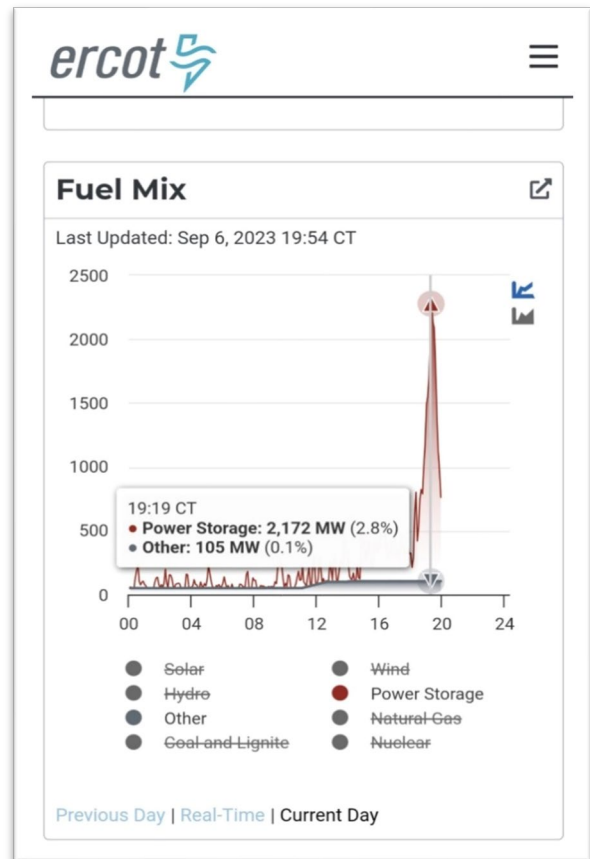 ercot
Fuel Mix
Last Updated: Sep 6, 2023 19:54 CT
2500
2000
1500
1000
500
0
19:19 CT
• Power Storage: 2,172 MW (2.8%)
• Other: 105 MW (0.1%)
00 04 08 12 16 20 24
Solar Wind
Hydro Power Storage
Other Natural Gas
Coal and Lignite Nuclear
Previous Day | Real-Time | Current Day